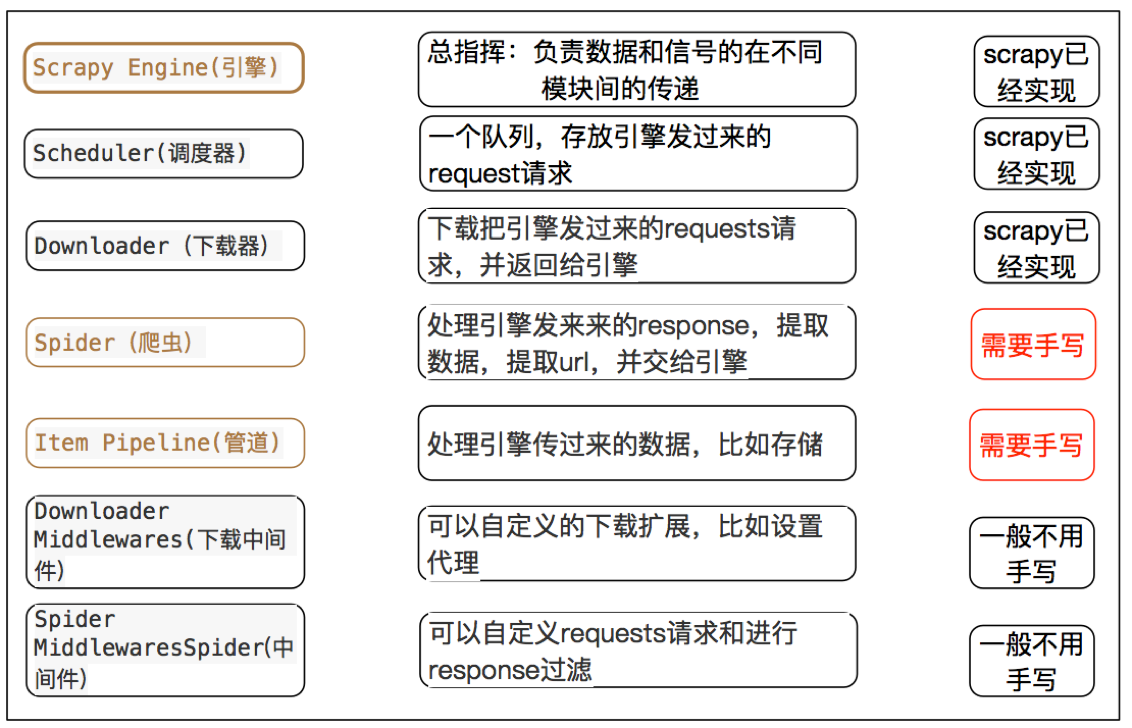 Scrapy Engine(引擎)
总指挥：负责数据和信号的在不同
模块间的传递
scrapy已
经实现
Scheduler(调度器)
一个队列，存放引擎发过来的
request请求
scrapy已
经实现
Downloader（下载器）
下载把引擎发过来的requests请
求，并返回给引擎
scrapy已
经实现
Spider（爬虫）
处理引擎发来来的response，提取
数据，提取url，并交给引擎
需要手写
Item Pipeline(管道)
处理引擎传过来的数据，比如存储
需要手写
Downloader
Middlewares(下载中间
件)
可以自定义的下载扩展，比如设置
代理
一般不用
手写
Spider
MiddlewaresSpider(中
间件)
可以自定义requests请求和进行
response过滤
一般不用
手写